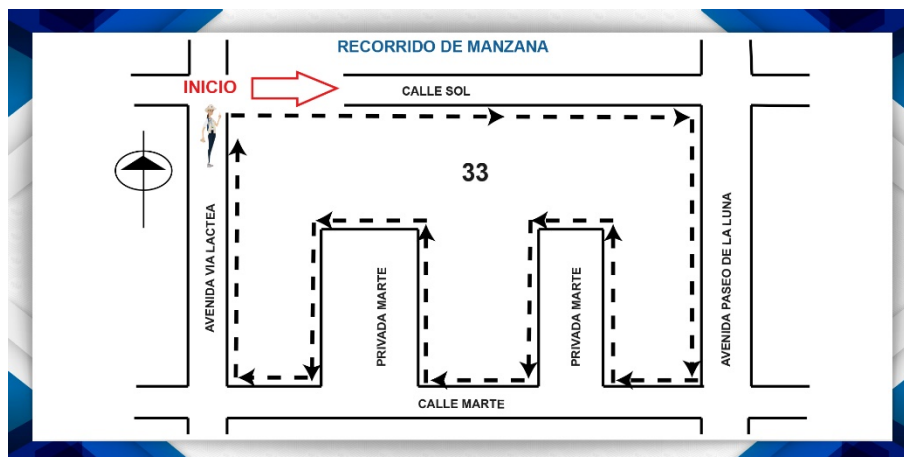 RECORRIDO DE MANZANA
INICIO
CALLE SOL
33
AVENIDA VIA LACTEA
PRIVADA MARTE
PRIVADA MARTE
AVENIDA PASEO DE LA LUNA
CALLE MARTE